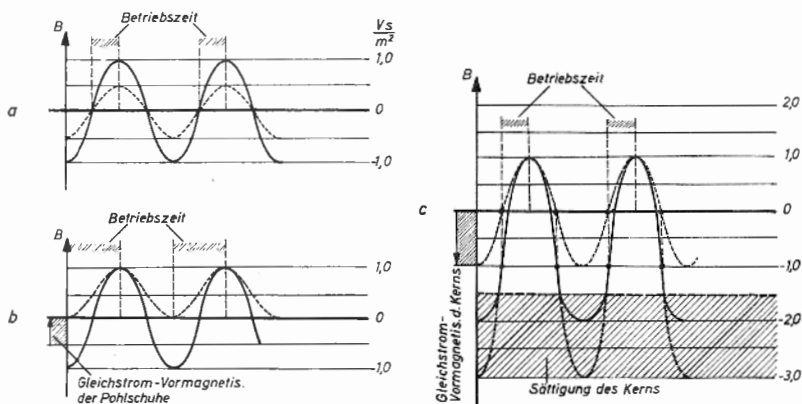 Betriebszeit
B
Vs
m²
1,0
0
-1,0
a
Betriebszeit
B
1,0
0
1,0
b
Gleichstrom-Vormagnetis.
der Pohlschuhe
B
Betriebszeit
2,0
1,0
0
-1,0
-2,0
-3,0
c
Gleichstrom-
Vormagnetis. d. Kerns
Sättigung des Kerns